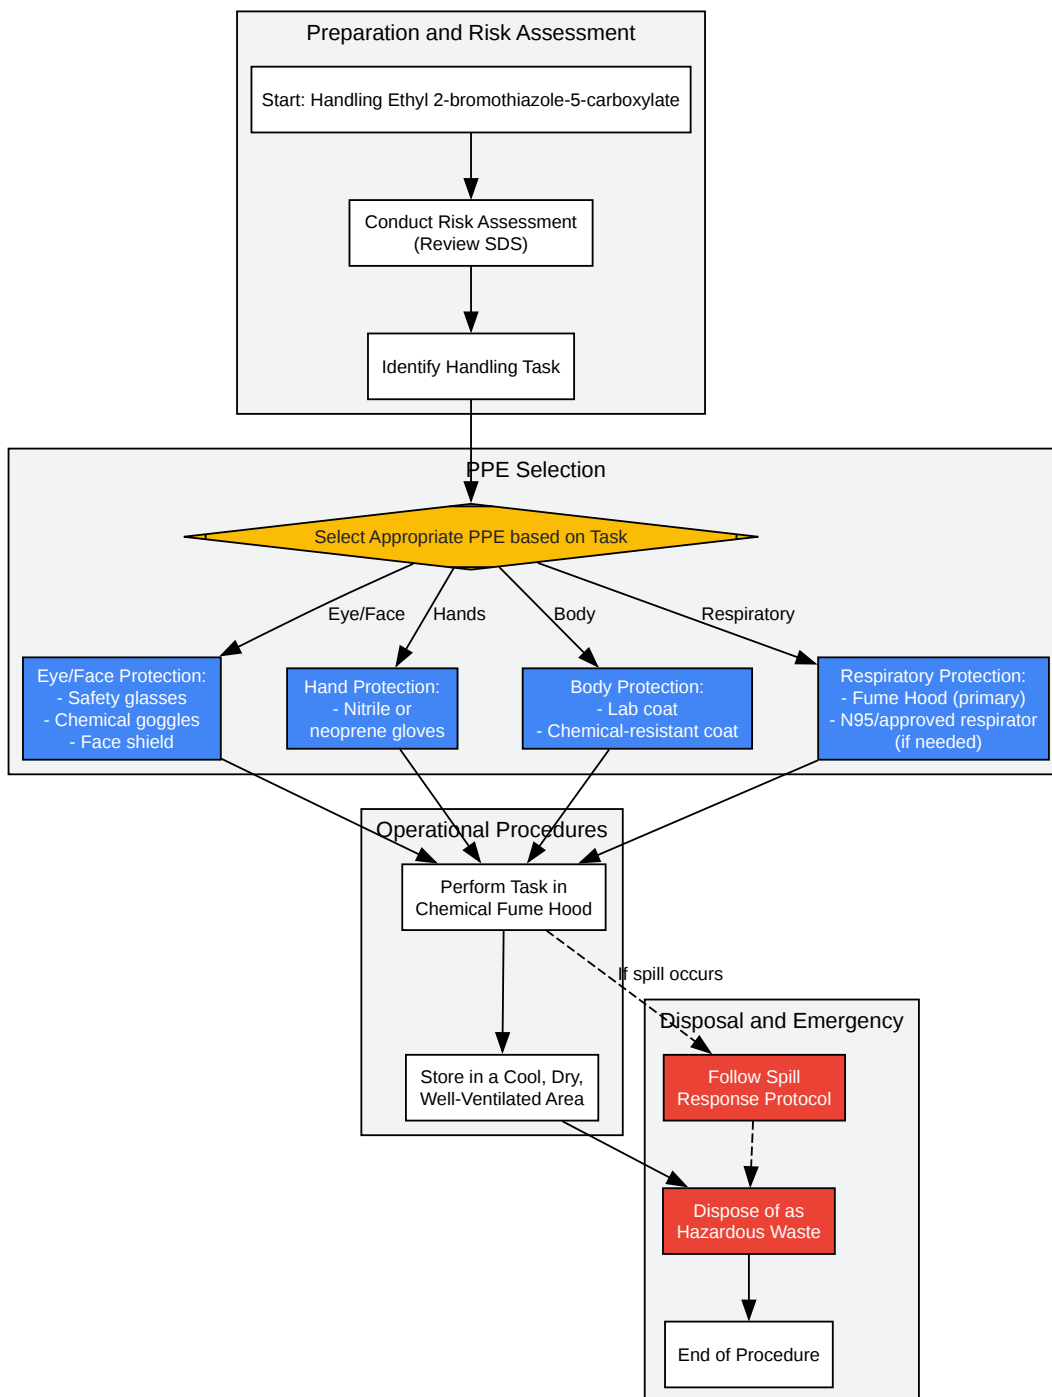 Preparation and Risk Assessment
Start: Handling Ethyl 2-bromothiazole-5-carboxylate
Conduct Risk Assessment
(Review SDS)
Identify Handling Task
PPE Selection
Select Appropriate PPE based on Task
Eye/Face
Hands
Body
Respiratory
Eye/Face Protection:
- Safety glasses
- Chemical goggles
- Face shield
Hand Protection:
- Nitrile or
neoprene gloves
Body Protection:
- Lab coat
- Chemical-resistant coat
Respiratory Protection:
- Fume Hood (primary)
- N95/approved respirator
(if needed)
Operational Procedures
Perform Task in
Chemical Fume Hood
If spill occurs
Disposal and Emergency
Store in a Cool, Dry,
Well-Ventilated Area
Follow Spill
Response Protocol
Dispose of as
Hazardous Waste
End of Procedure